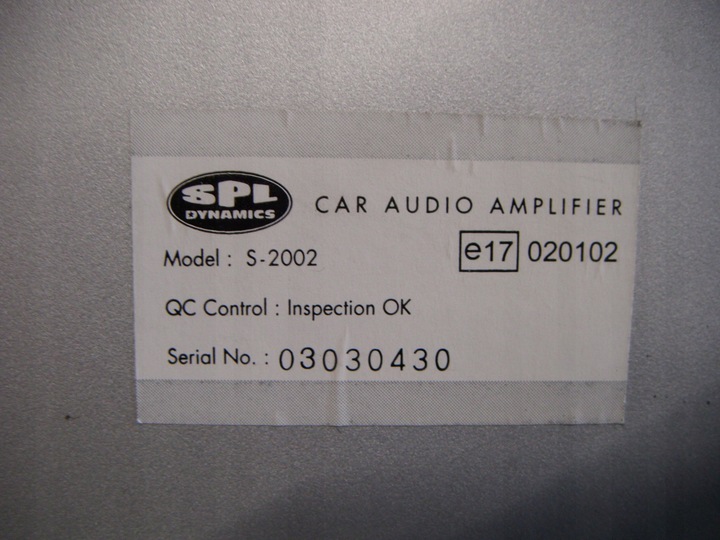 SPL
DYNAMICS
CAR AUDIO AMPLIFIER
Model : S-2002
e17 020102
QC Control : Inspection OK
Serial No. : 03030430